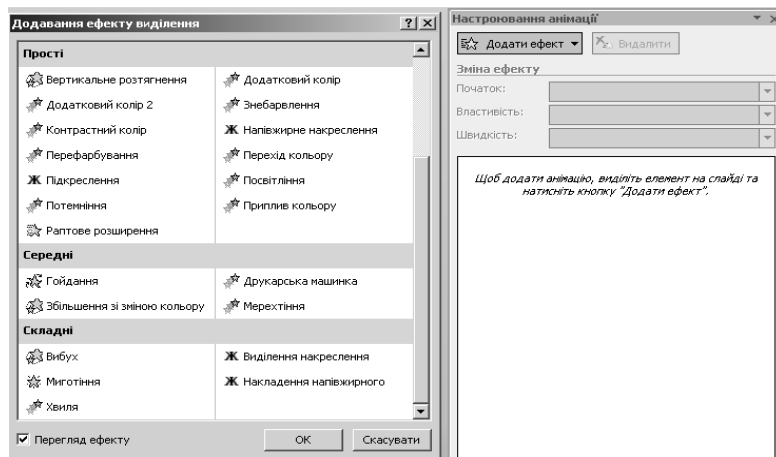 Додавання ефекту виділення
Прості
Вертикальне розтягнення
Додатковий колір
Додатковий колір 2
Знебарвлення
Контрастний колір
Ж Напівжирне накреслення
Перефарбування
Перехід кольору
Ж Підкреслення
Посвітління
Потемніння
Приплив кольору
Раптове розширення
Середні
Гойдання
Друкарська машинка
Збільшення зі зміною кольору
Мерехтіння
Складні
Вибух
Ж Виділення накреслення
Миготіння
Ж Накладення напівжирного
Хвиля
Перегляд ефекту
ОК
Скасувати
Настроювання анімації
Додати ефект
Видалити
Зміна ефекту
Початок:
Властивість:
Швидкість:
Щоб додати анімацію, виділіть елемент на слайді та
натисніть кнопку "Додати ефект".